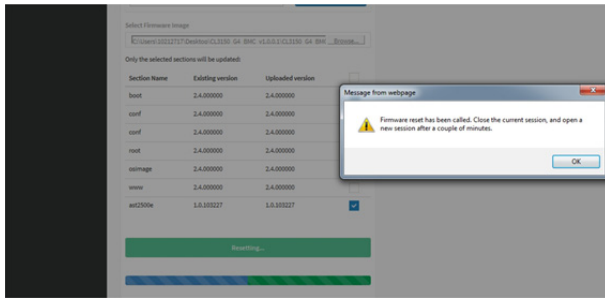 Select Firmware Image
Browse...
Only the selected sections will be updated:
Section Name Existing version Uploaded version
boot 2.4.000000 2.4.000000
conf 2.4.000000 2.4.000000
conf 2.4.000000 2.4.000000
root 2.4.000000 2.4.000000
osimage 2.4.000000 2.4.000000
www 2.4.000000 2.4.000000
ast2500e 1.0.103227 1.0.103227
Resetting...
Message from webpage
Firmware reset has been called. Close the current session, and open a
new session after a couple of minutes.
OK